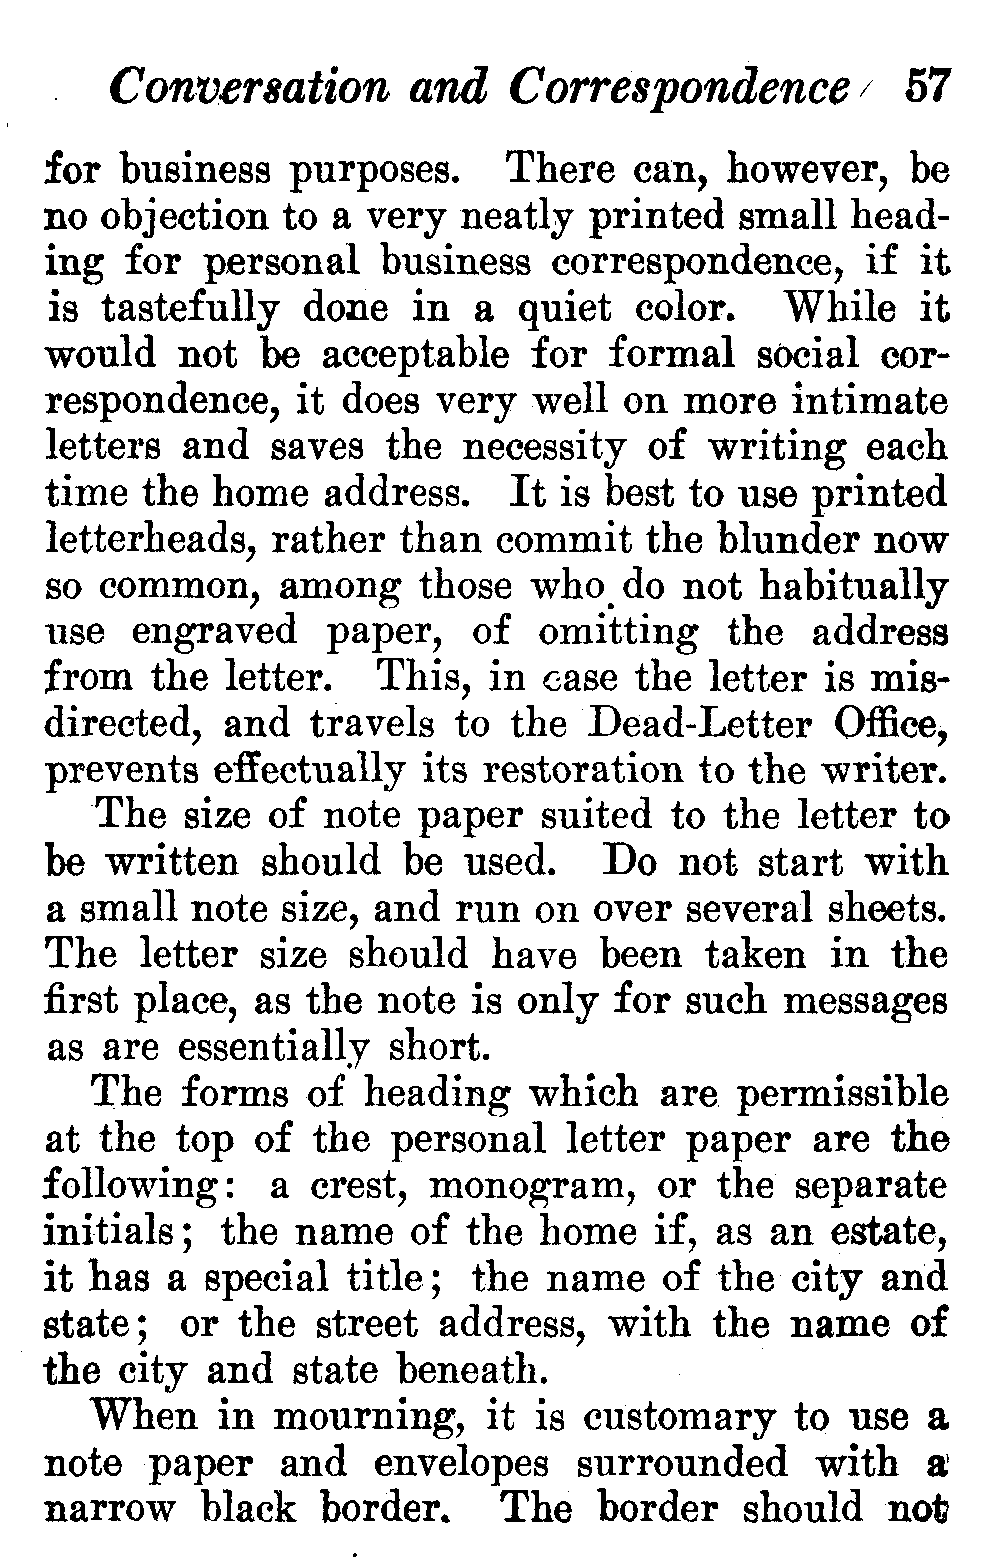 Conversation and Correspondence 57
for business purposes. There can, however, be
no objection to a very neatly printed small head-
ing for personal business correspondence, if it
is tastefully done in a quiet color. While it
would not be acceptable for formal social cor-
respondence, it does very well on more intimate
letters and saves the necessity of writing each
time the home address. It is best to use printed
letterheads, rather than commit the blunder now
so common, among those who do not habitually
use engraved paper, of omitting the address
from the letter. This, in case the letter is mis-
directed, and travels to the Dead-Letter Office,
prevents effectually its restoration to the writer.
The size of note paper suited to the letter to
be written should be used. Do not start with
a small note size, and run on over several sheets.
The letter size should have been taken in the
first place, as the note is only for such messages
as are essentially short.
The forms of heading which are permissible
at the top of the personal letter paper are the
following: a crest, monogram, or the separate
initials; the name of the home if, as an estate,
it has a special title; the name of the city and
state; or the street address, with the name of
the city and state beneath.
When in mourning, it is customary to use a
note paper and envelopes surrounded with a
narrow black border. The border should not